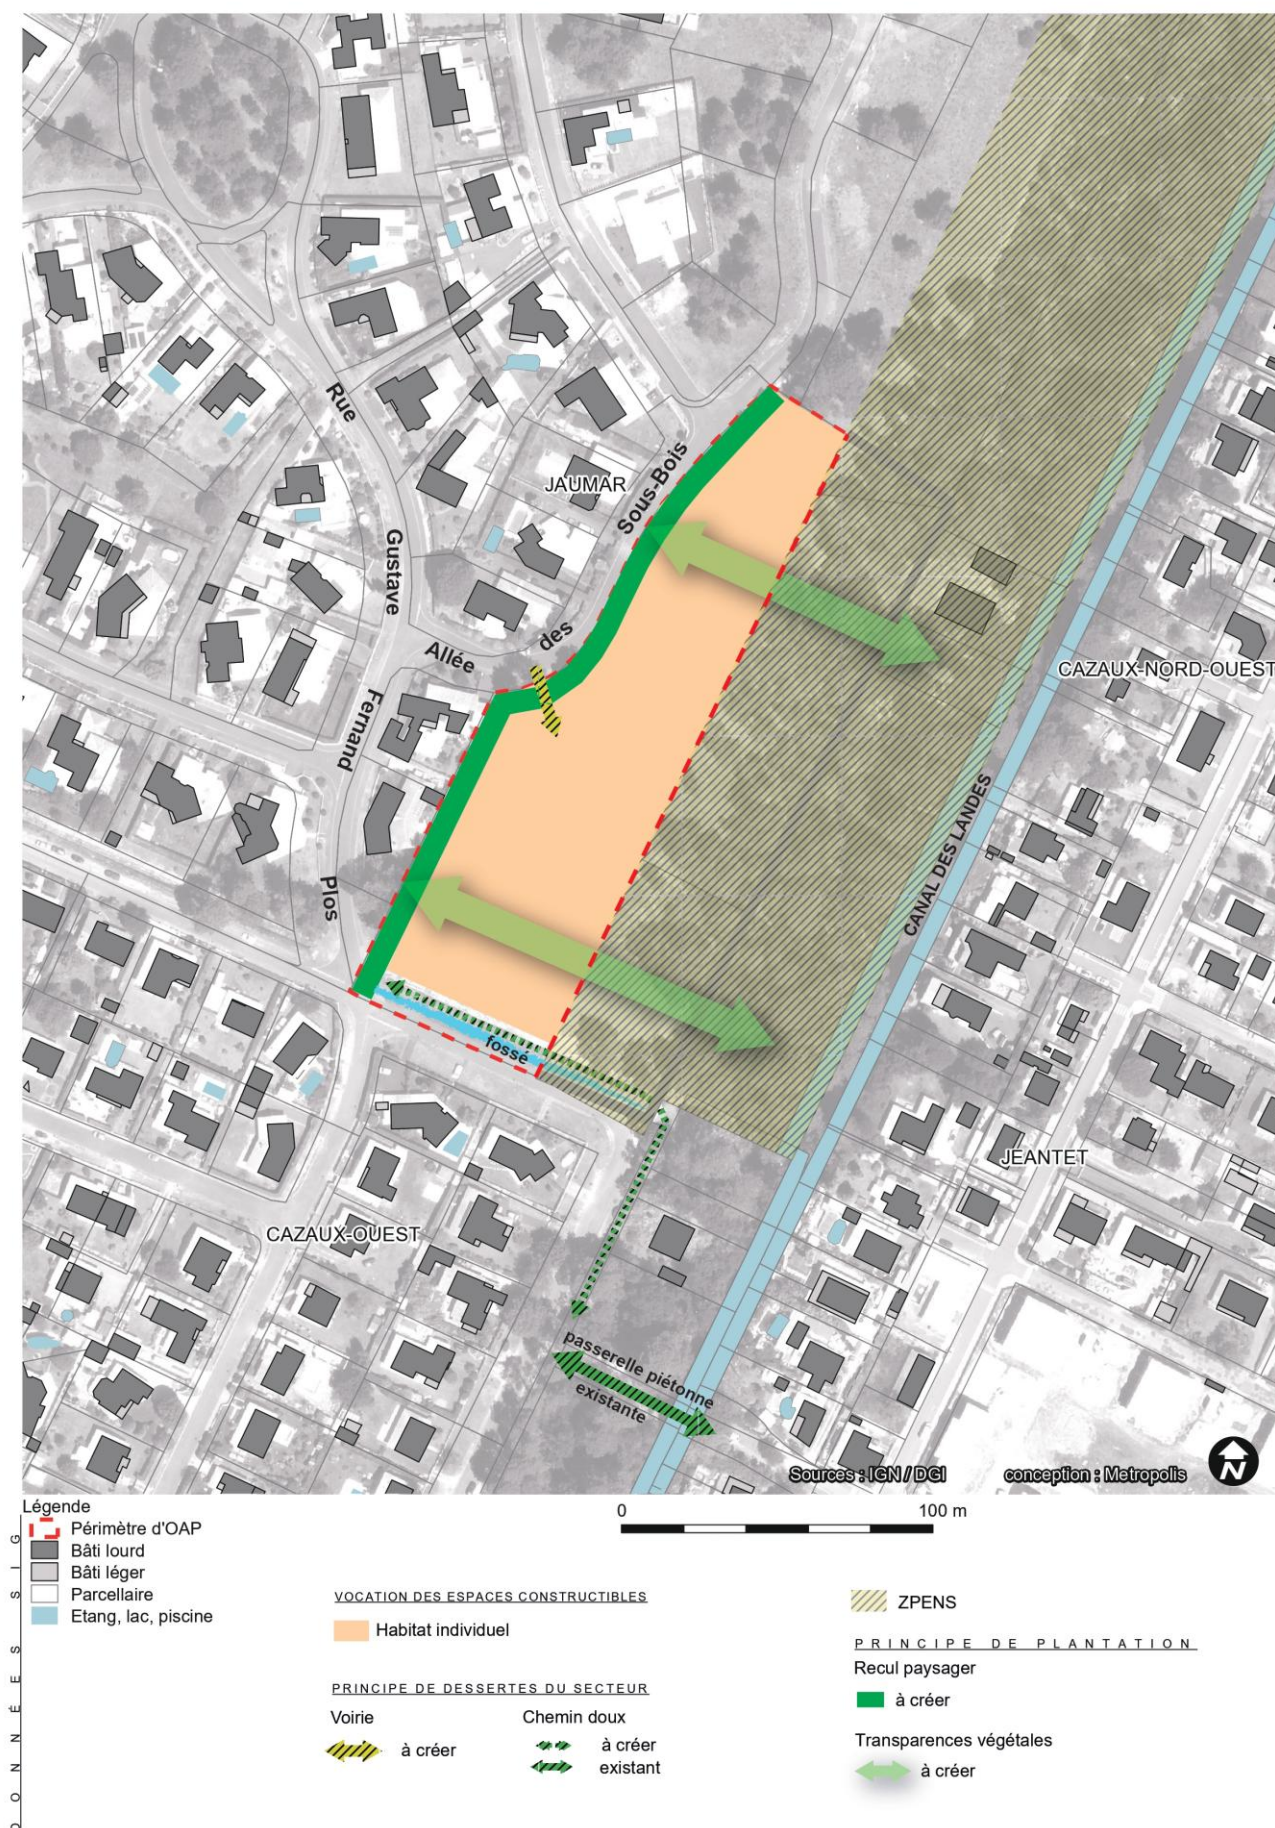 Rue
JAUMAR
Sous-Bois
Gustave
des
Allée
CAZAUX-NORD-OUEST
Fernand
CANAL DES LANDES
Plos
fossé
JEANTET
CAZAUX-OUEST
passerelle piétonne
existante
Sources : IGN / DGI
conception : Metropolis
N
Légende
0
100 m
DONNÉES SIG
Périmètre d'OAP
Bâti lourd
Bâti léger
Parcellaire
Etang, lac, piscine
VOCATION DES ESPACES CONSTRUCTIBLES
Habitat individuel
PRINCIPE DE DESSERTES DU SECTEUR
Voirie
à créer
Chemin doux
à créer
existant
ZPENS
PRINCIPE DE PLANTATION
Recul paysager
à créer
Transparences végétales
à créer